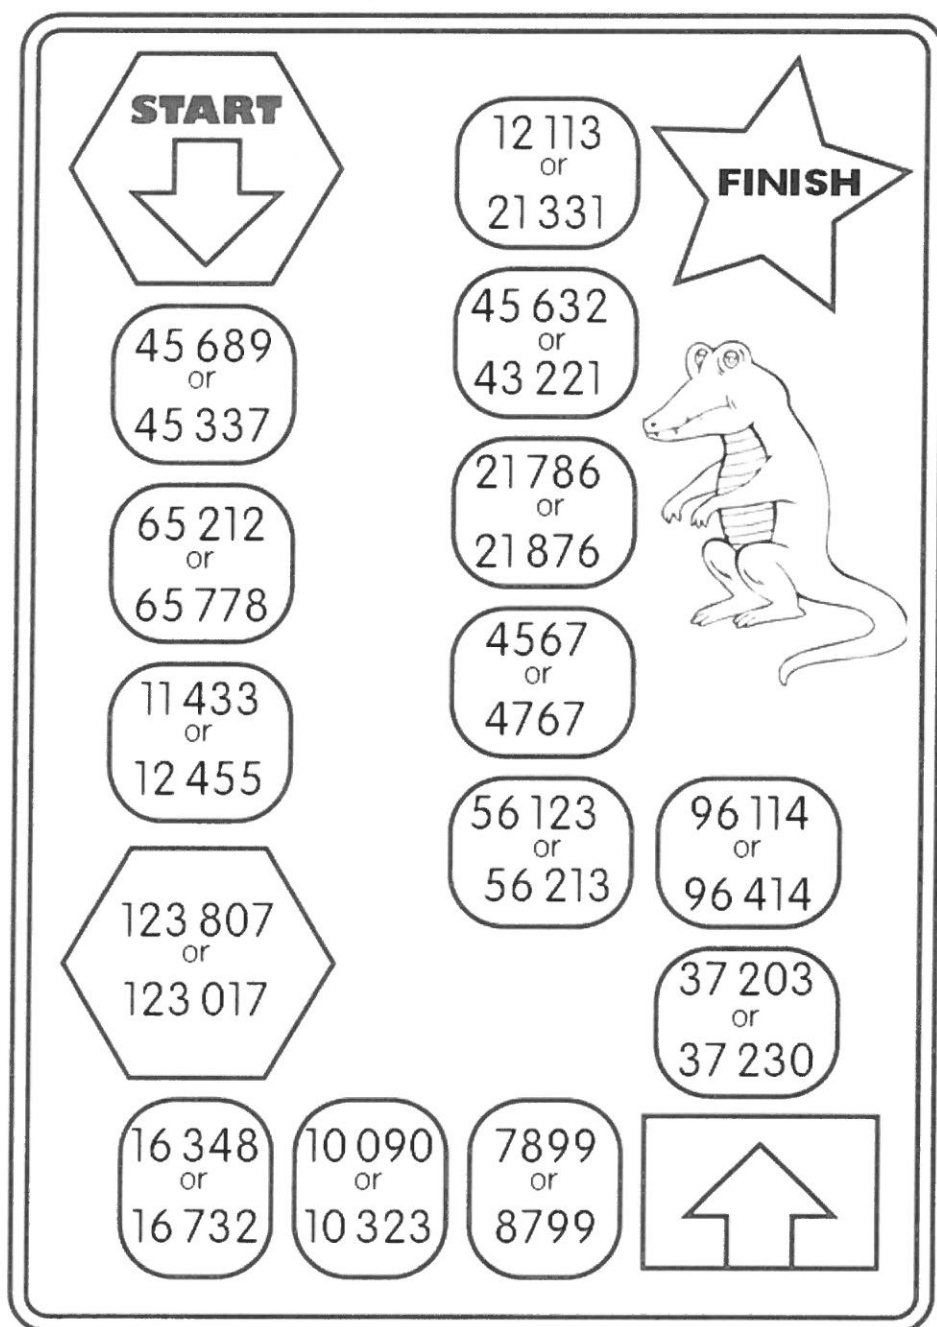 START
45 689
or
45 337
65 212
or
65 778
11 433
or
12 455
123 807
or
123 017
16 348
or
16 732
10 090
or
10 323
7899
or
8799
37 203
or
37 230
96 114
or
96 414
56 123
or
56 213
4567
or
4767
21 786
or
21 876
45 632
or
43 221
12 113
or
21 331
FINISH